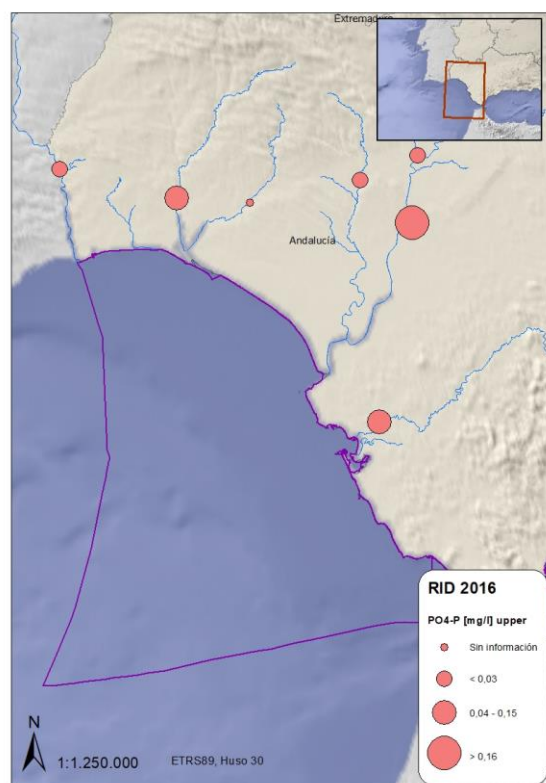 Extremadura
Andalucía
RID 2016
PO4-P [mg/l] upper
Sin información
< 0,03
0,04 - 0,15
> 0,16
N
1:1.250.000
ETRS89, Huso 30